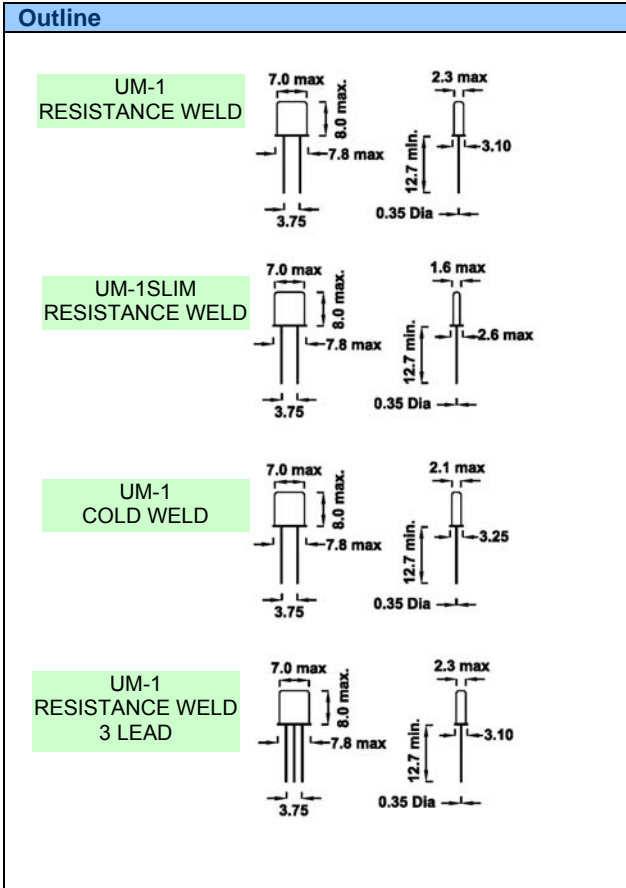 Outline
UM-1
RESISTANCE WELD
7.0 max
8.0 max.
7.8 max
3.75
2.3 max
3.10
12.7 min.
0.35 Dia
UM-1SLIM
RESISTANCE WELD
7.0 max
8.0 max.
7.8 max
3.75
1.6 max
2.6 max
12.7 min.
0.35 Dia
UM-1
COLD WELD
7.0 max
8.0 max.
7.8 max
3.75
2.1 max
3.25
12.7 min.
0.35 Dia
UM-1
RESISTANCE WELD
3 LEAD
7.0 max
8.0 max.
7.8 max
3.75
2.3 max
3.10
12.7 min.
0.35 Dia